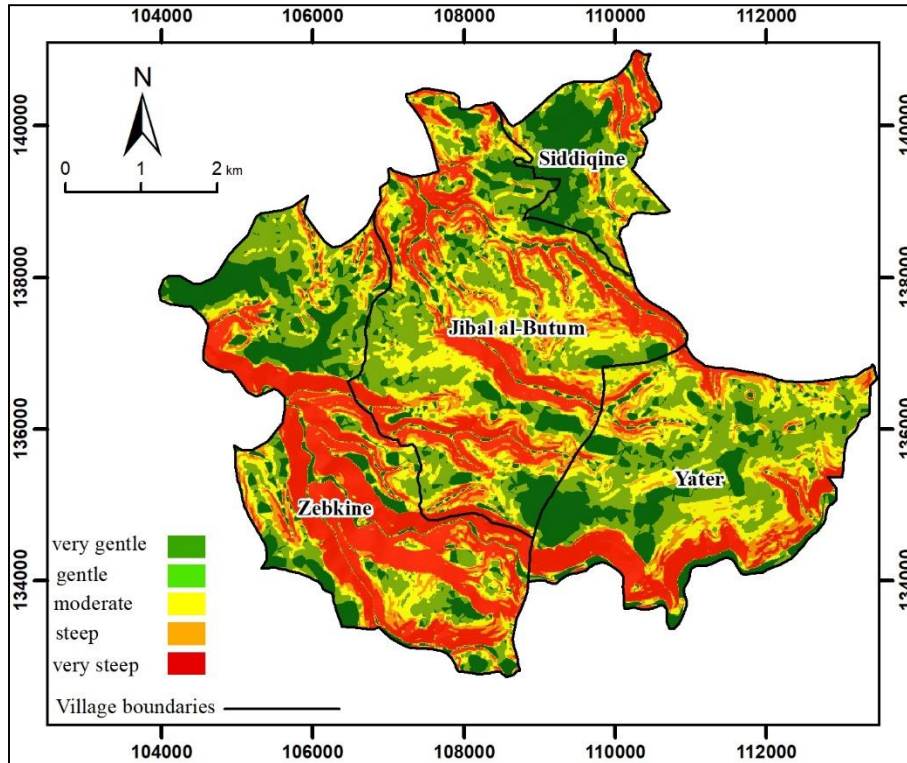 104000 106000 108000 110000 112000
N
0 1 2 km
140000 140000
Siddiqine
138000 138000
Jibal al-Butum
136000 136000
Yater
Zebkine
very gentle
134000 134000
gentle
moderate
steep
very steep
Village boundaries
104000 106000 108000 110000 112000